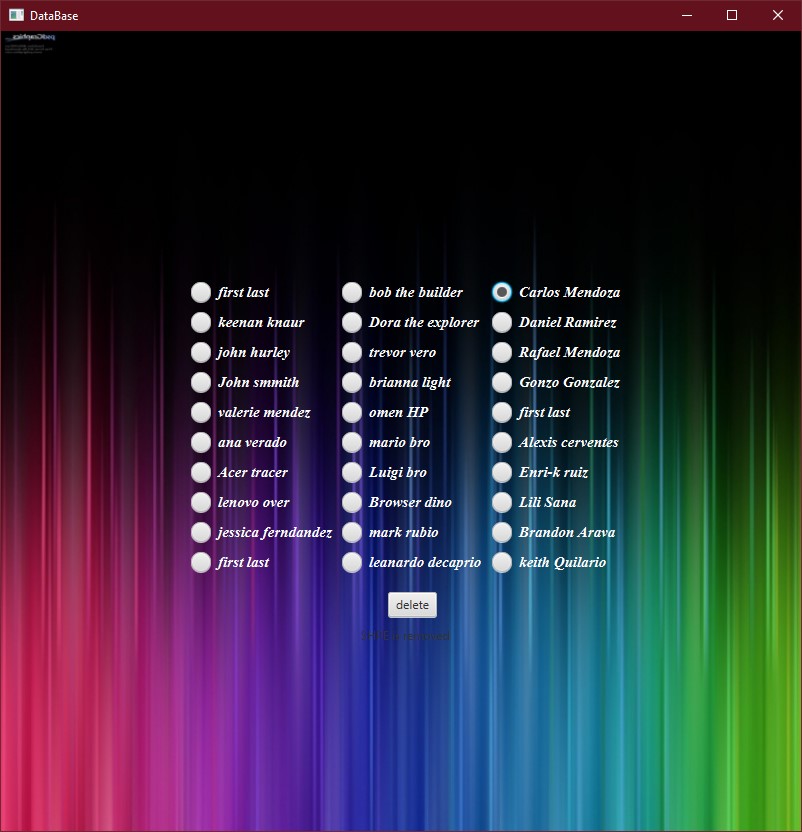 DataBase
first last
bob the builder
Carlos Mendoza
keenan knaur
Dora the explorer
Daniel Ramirez
john hurley
trevor vero
Rafael Mendoza
John smmith
brianna light
Gonzo Gonzalez
valerie mendez
omen HP
first last
ana verado
mario bro
Alexis cerventes
Acer tracer
Luigi bro
Enri-k ruiz
lenovo over
Browser dino
Lili Sana
jessica ferndandez
mark rubio
Brandon Arava
first last
leanardo decaprio
keith Quilario
delete